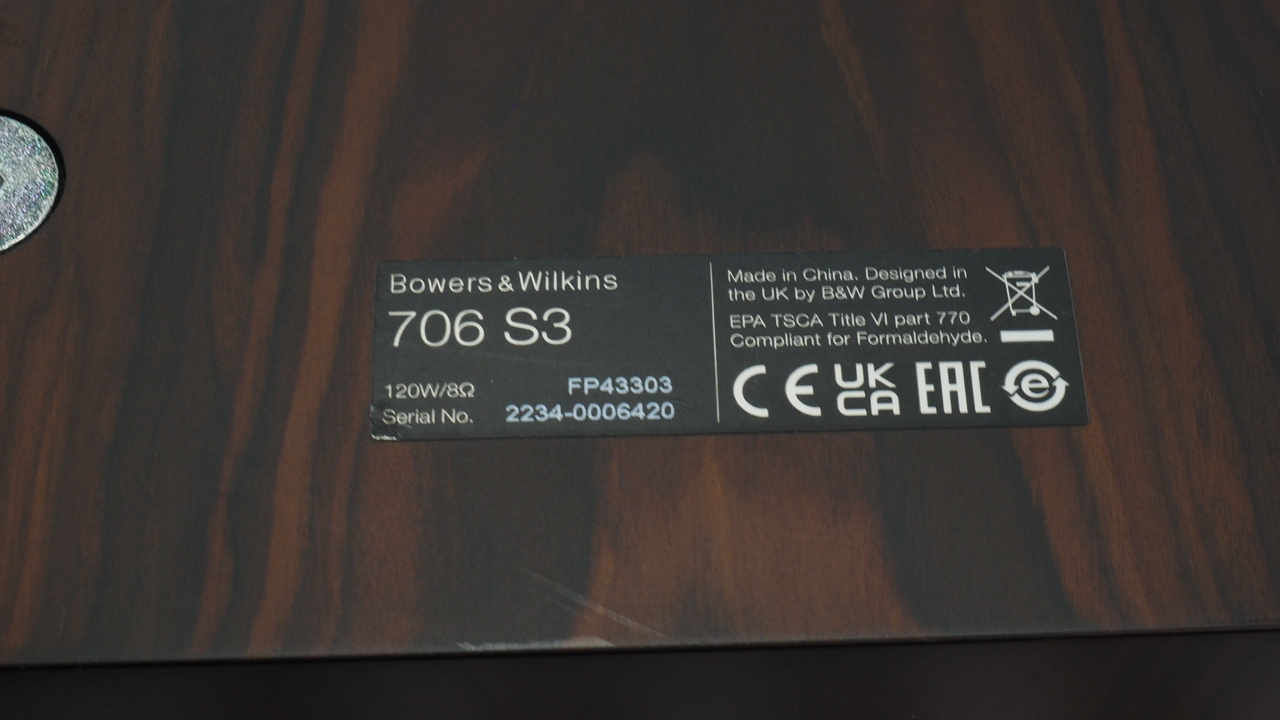 Bowers & Wilkins
706 S3
120W/8Ω FP43303
Serial No. 2234-0006420
Made in China. Designed in
the UK by B&W Group Ltd.
EPA TSCA Title VI part 770
Compliant for Formaldehyde.
CE UK CA EAC e